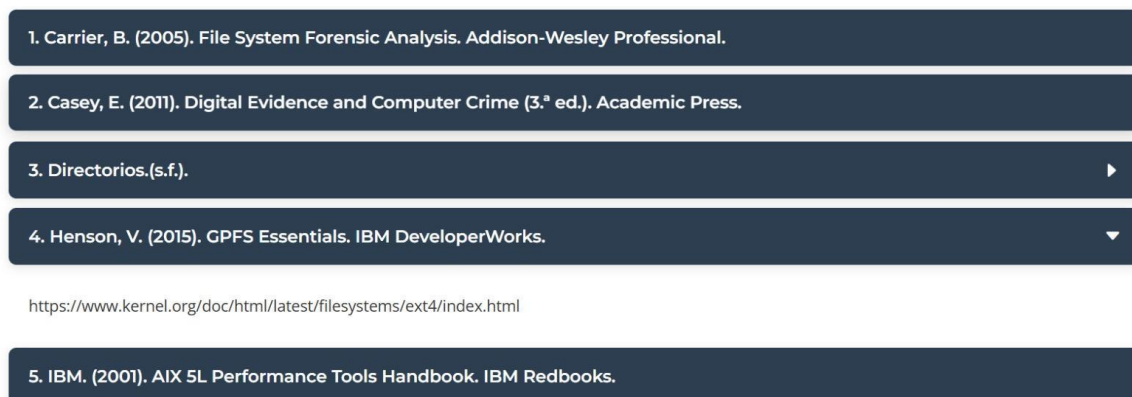 1. Carrier, B. (2005). File System Forensic Analysis. Addison-Wesley Professional.
2. Casey, E. (2011). Digital Evidence and Computer Crime (3.ª ed.). Academic Press.
3. Directorios.(s.f.).
4. Henson, V. (2015). GPFS Essentials. IBM DeveloperWorks.
https://www.kernel.org/doc/html/latest/filesystems/ext4/index.html
5. IBM. (2001). AIX 5L Performance Tools Handbook. IBM Redbooks.